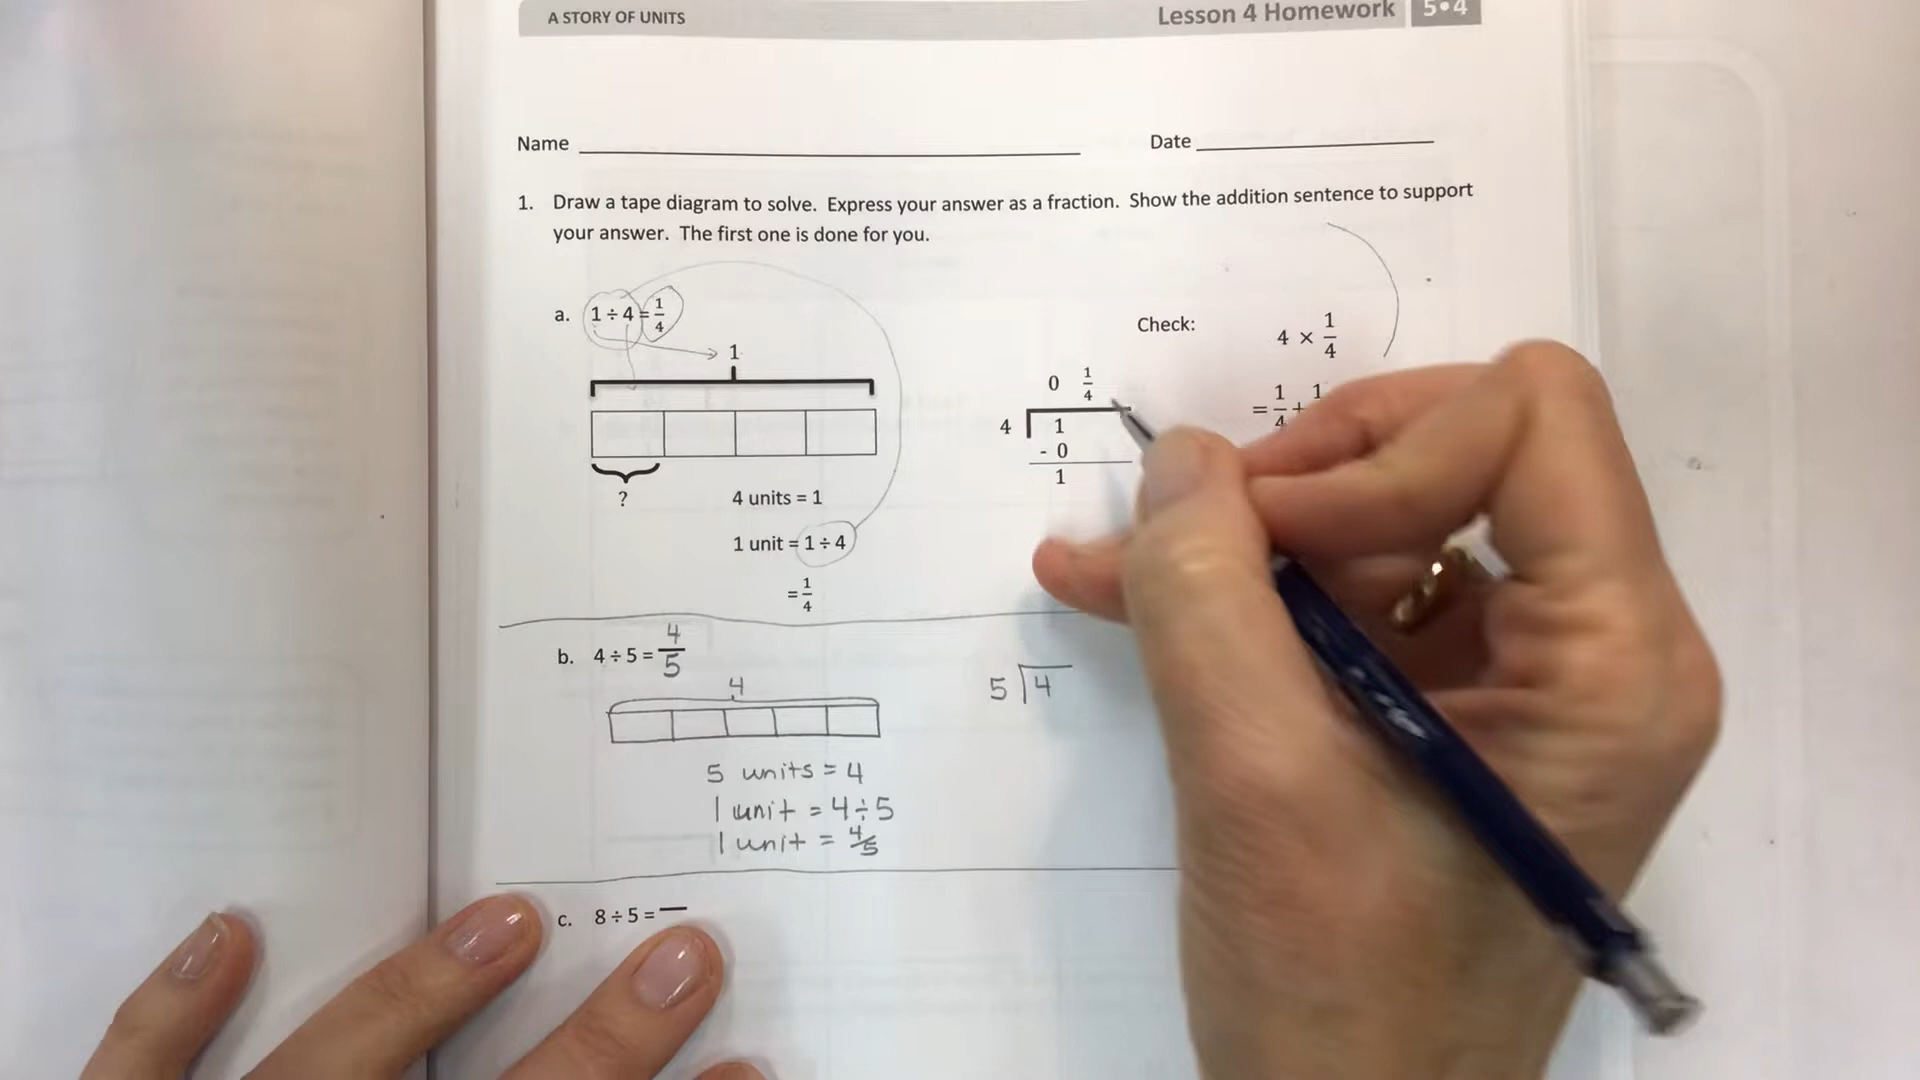 A STORY OF UNITS
Lesson 4 Homework 5•4
Name
Date
1. Draw a tape diagram to solve. Express your answer as a fraction. Show the addition sentence to support
your answer. The first one is done for you.
a. 1 ÷ 4 = 1/4
1
?
4 units = 1
1 unit = 1 ÷ 4
= 1/4
0 1/4
4 1
- 0
1
Check:
4 × 1/4
= 1/4 + 1
b. 4 ÷ 5 = 4/5
4
5 units = 4
1 unit = 4 ÷ 5
1 unit = 4/5
5 4
c. 8 ÷ 5 =